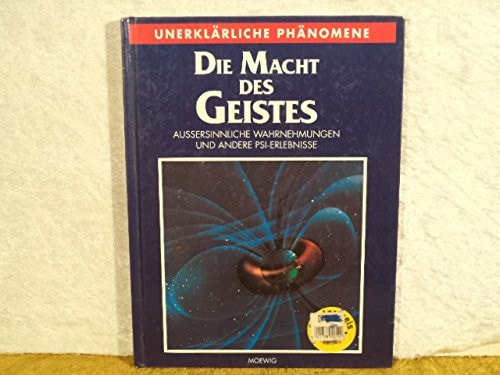 UNERKLÄRLICHE PHÄNOMENE
DIE MACHT
DES
GEISTES
AUSSERSINNLICHE WAHRNEHMUNGEN
UND ANDERE PSI-ERLEBNISSE
MOEWIG